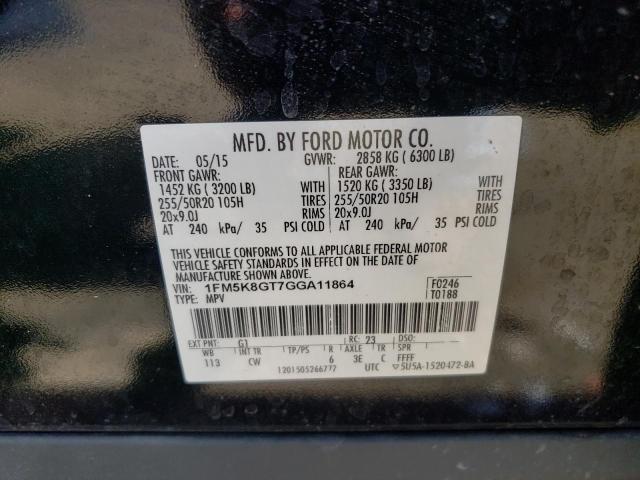 MFD. BY FORD MOTOR CO.
DATE: 05/15 GVWR: 2858 KG ( 6300 LB)
FRONT GAWR: REAR GAWR:
1452 KG ( 3200 LB) WITH 1520 KG ( 3350 LB) WITH
255/50R20 105H TIRES 255/50R20 105H TIRES
20x9.0J RIMS 20x9.0J RIMS
AT 240 kPa/ 35 PSI COLD AT 240 kPa/ 35 PSI COLD
THIS VEHICLE CONFORMS TO ALL APPLICABLE FEDERAL MOTOR
VEHICLE SAFETY STANDARDS IN EFFECT ON THE DATE OF
MANUFACTURE SHOWN ABOVE.
VIN: 1FM5K8GT7GGA11864 F0246
TYPE: MPV T0188
EXT PNT: G1 RC: 23 DSO:
WB INT TR TP/PS R AXLE TR SPR
113 CW 6 3E C FFFF
1201505266772 UTC ▽5U5A-1520472-BA